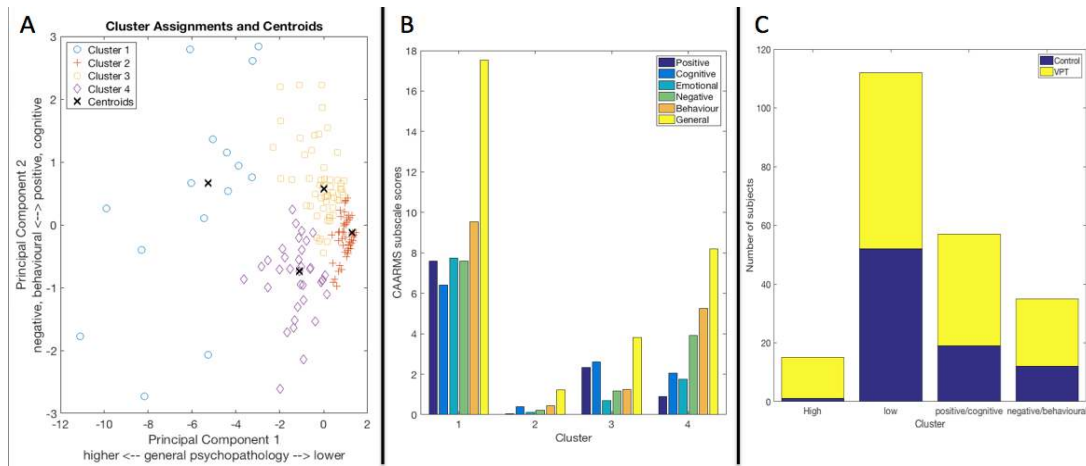 A
Cluster Assignments and Centroids
3
2
1
0
-1
-2
-3
Principal Component 2
negative, behavioural <--> positive, cognitive
Cluster 1
Cluster 2
Cluster 3
Cluster 4
Centroids
-12 -10 -8 -6 -4 -2 0 2
Principal Component 1
higher <-- general psychopathology --> lower
B
18
16
14
12
10
8
6
4
2
0
CAARMS subscale scores
Positive
Cognitive
Emotional
Negative
Behaviour
General
1 2 3 4
Cluster
C
120
100
80
60
40
20
0
Number of subjects
Control
VPT
High low positive/cognitive negative/behavioural
Cluster